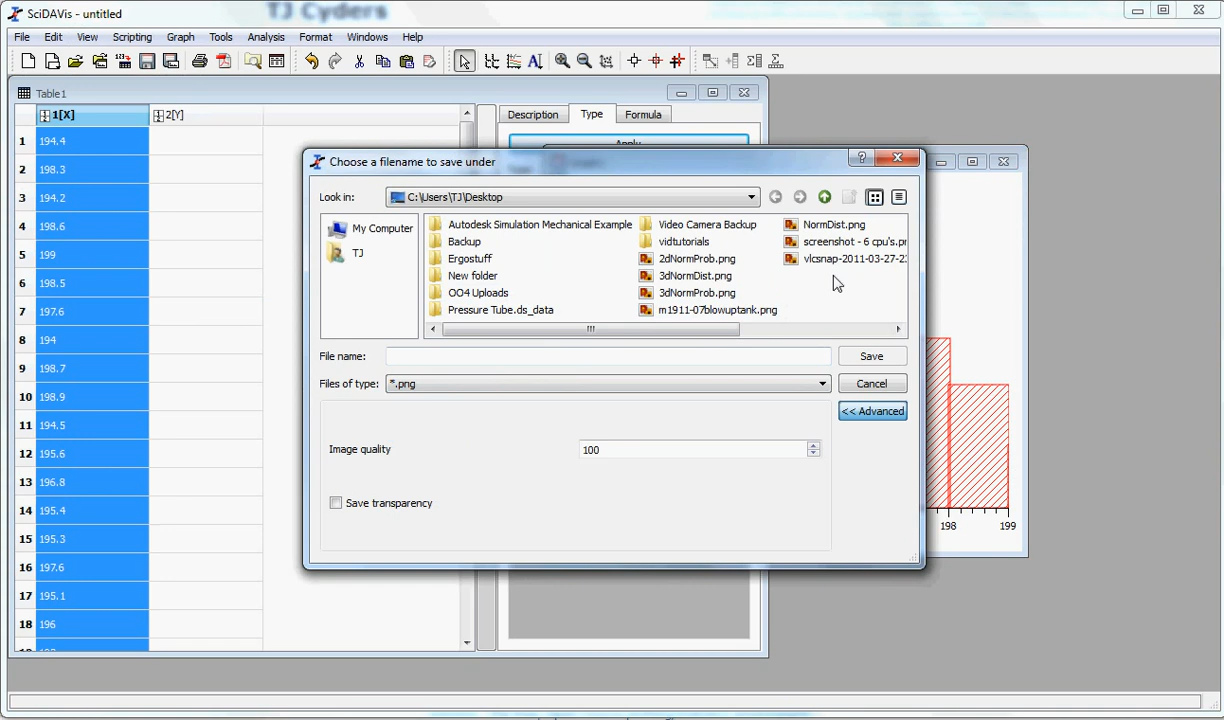 TJ Cyders
SciDAVis - untitled
File Edit View Scripting Graph Tools Analysis Format Windows Help
Table1
1[X] 2[Y]
Description Type Formula
1 194.4
2 198.3
3 194.2
4 198.6
5 199
6 198.5
7 197.6
8 194
9 198.7
10 198.9
11 194.5
12 195.6
13 196.8
14 195.4
15 195.3
16 197.6
17 195.1
18 196
Choose a filename to save under
Look in: C:\Users\TJ\Desktop
My Computer
TJ
Autodesk Simulation Mechanical Example
Backup
Ergostuff
New folder
OO4 Uploads
Pressure Tube.ds_data
Video Camera Backup
vidtutorials
2dNormProb.png
3dNormDist.png
3dNormProb.png
m1911-07blowuptank.png
NormDist.png
screenshot - 6 cpu's.pr
vlcsnap-2011-03-27-2
File name: Save
Files of type: *.png Cancel
<< Advanced
Image quality 100
Save transparency
198 199